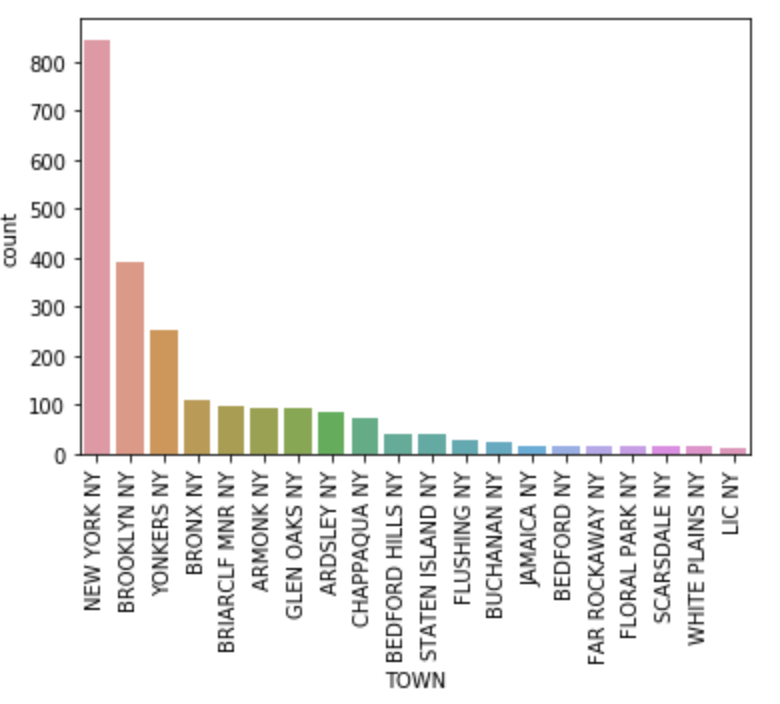 800
700
600
500
400
300
200
100
0
count
NEW YORK NY
BROOKLYN NY
YONKERS NY
BRONX NY
BRIARCLF MNR NY
ARMONK NY
GLEN OAKS NY
ARDSLEY NY
CHAPPAQUA NY
BEDFORD HILLS NY
STATEN ISLAND NY
FLUSHING NY
BUCHANAN NY
JAMAICA NY
BEDFORD NY
FAR ROCKAWAY NY
FLORAL PARK NY
SCARSDALE NY
WHITE PLAINS NY
LIC NY
TOWN